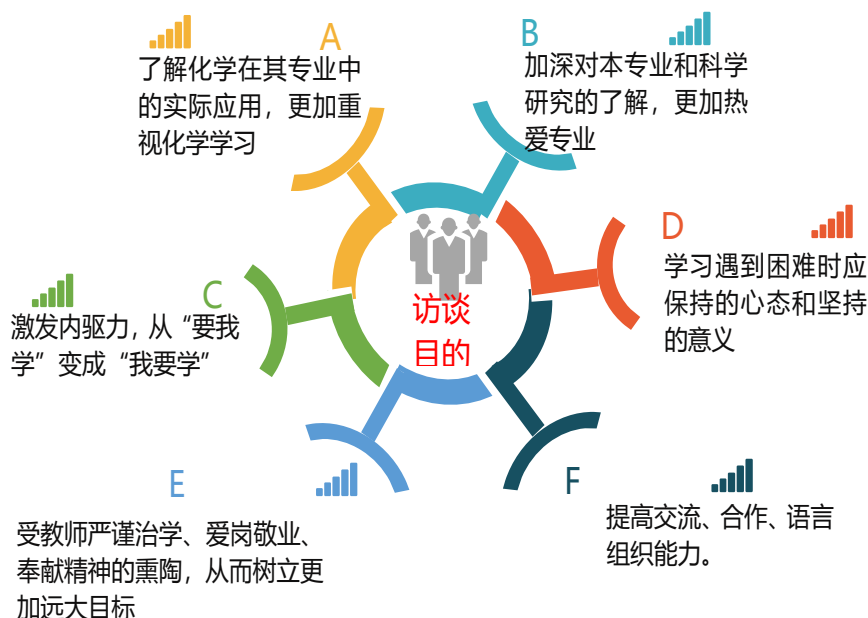 A
了解化学在其专业中
的实际应用，更加重
视化学学习
B
加深对本专业和科学
研究的了解，更加热
爱专业
C
激发内驱力，从“要我
学”变成“我要学”
D
学习遇到困难时应
保持的心态和坚持
的意义
访谈
目的
E
受教师严谨治学、爱岗敬业、
奉献精神的熏陶，从而树立更
加远大目标
F
提高交流、合作、语言
组织能力。